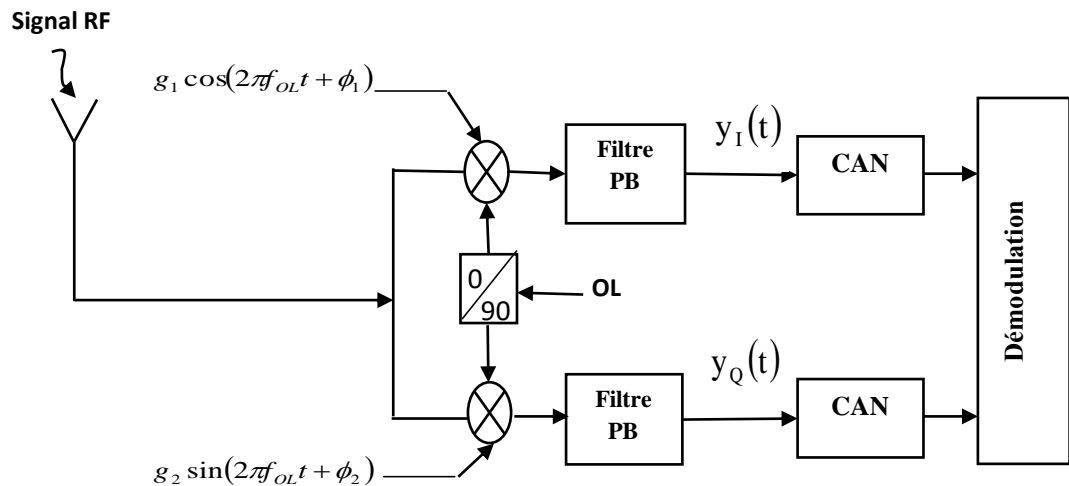 Signal RF
g₁ cos(2πf_OL t + ϕ₁)
Filtre
PB
y_I(t)
CAN
0
90
OL
Démodulation
Filtre
PB
y_Q(t)
CAN
g₂ sin(2πf_OL t + ϕ₂)